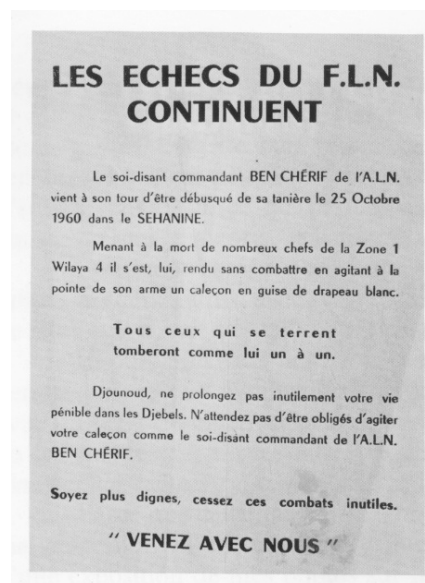 LES ECHECS DU F.L.N.
CONTINUENT
Le soi-disant commandant BEN CHÉRIF de l'A.L.N.
vient à son tour d'être débusqué de sa tanière le 25 Octobre
1960 dans le SEHANINE.
Menant à la mort de nombreux chefs de la Zone 1
Wilaya 4 il s'est, lui, rendu sans combattre en agitant à la
pointe de son arme un caleçon en guise de drapeau blanc.
Tous ceux qui se terrent
tomberont comme lui un à un.
Djounoud, ne prolongez pas inutilement votre vie
pénible dans les Djebels. N'attendez pas d'être obligés d'agiter
votre caleçon comme le soi-disant commandant de l'A.L.N.
BEN CHÉRIF.
Soyez plus dignes, cessez ces combats inutiles.
" VENEZ AVEC NOUS "